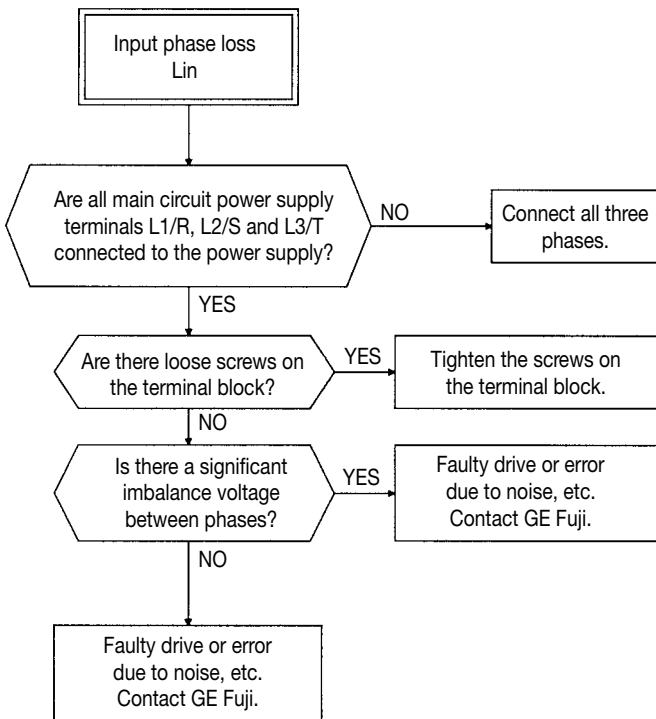 Input phase loss
Lin
Are all main circuit power supply
terminals L1/R, L2/S and L3/T
connected to the power supply?
NO
Connect all three
phases.
YES
Are there loose screws on
the terminal block?
YES
Tighten the screws on
the terminal block.
NO
Is there a significant
imbalance voltage
between phases?
YES
Faulty drive or error
due to noise, etc.
Contact GE Fuji.
NO
Faulty drive or error
due to noise, etc.
Contact GE Fuji.